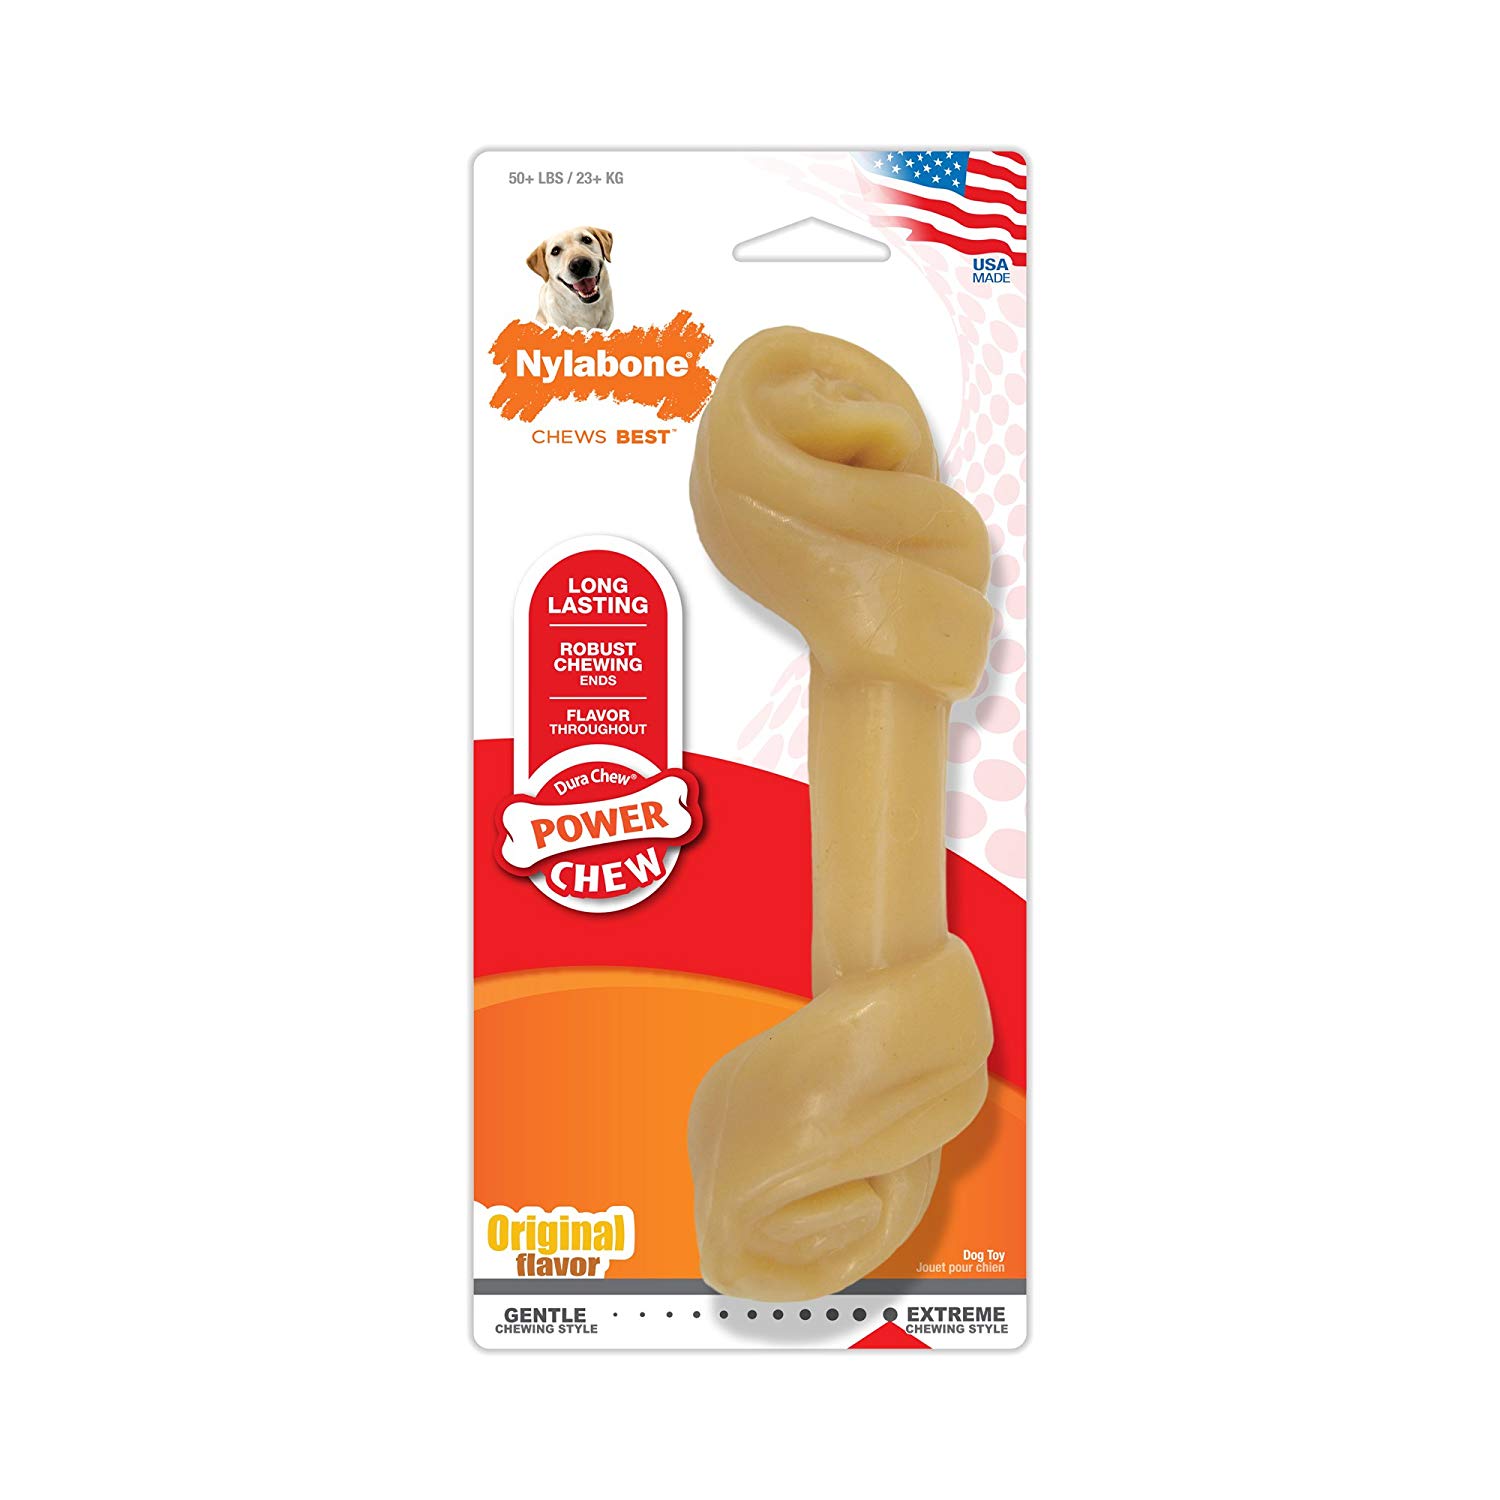 50+ LBS / 23+ KG
USA
MADE
Nylabone®
CHEWS BEST™
LONG
LASTING
ROBUST
CHEWING
ENDS
FLAVOR
THROUGHOUT
Dura Chew®
POWER
CHEW
Original
flavor
Dog Toy
Jouet pour chien
GENTLE
CHEWING STYLE
EXTREME
CHEWING STYLE